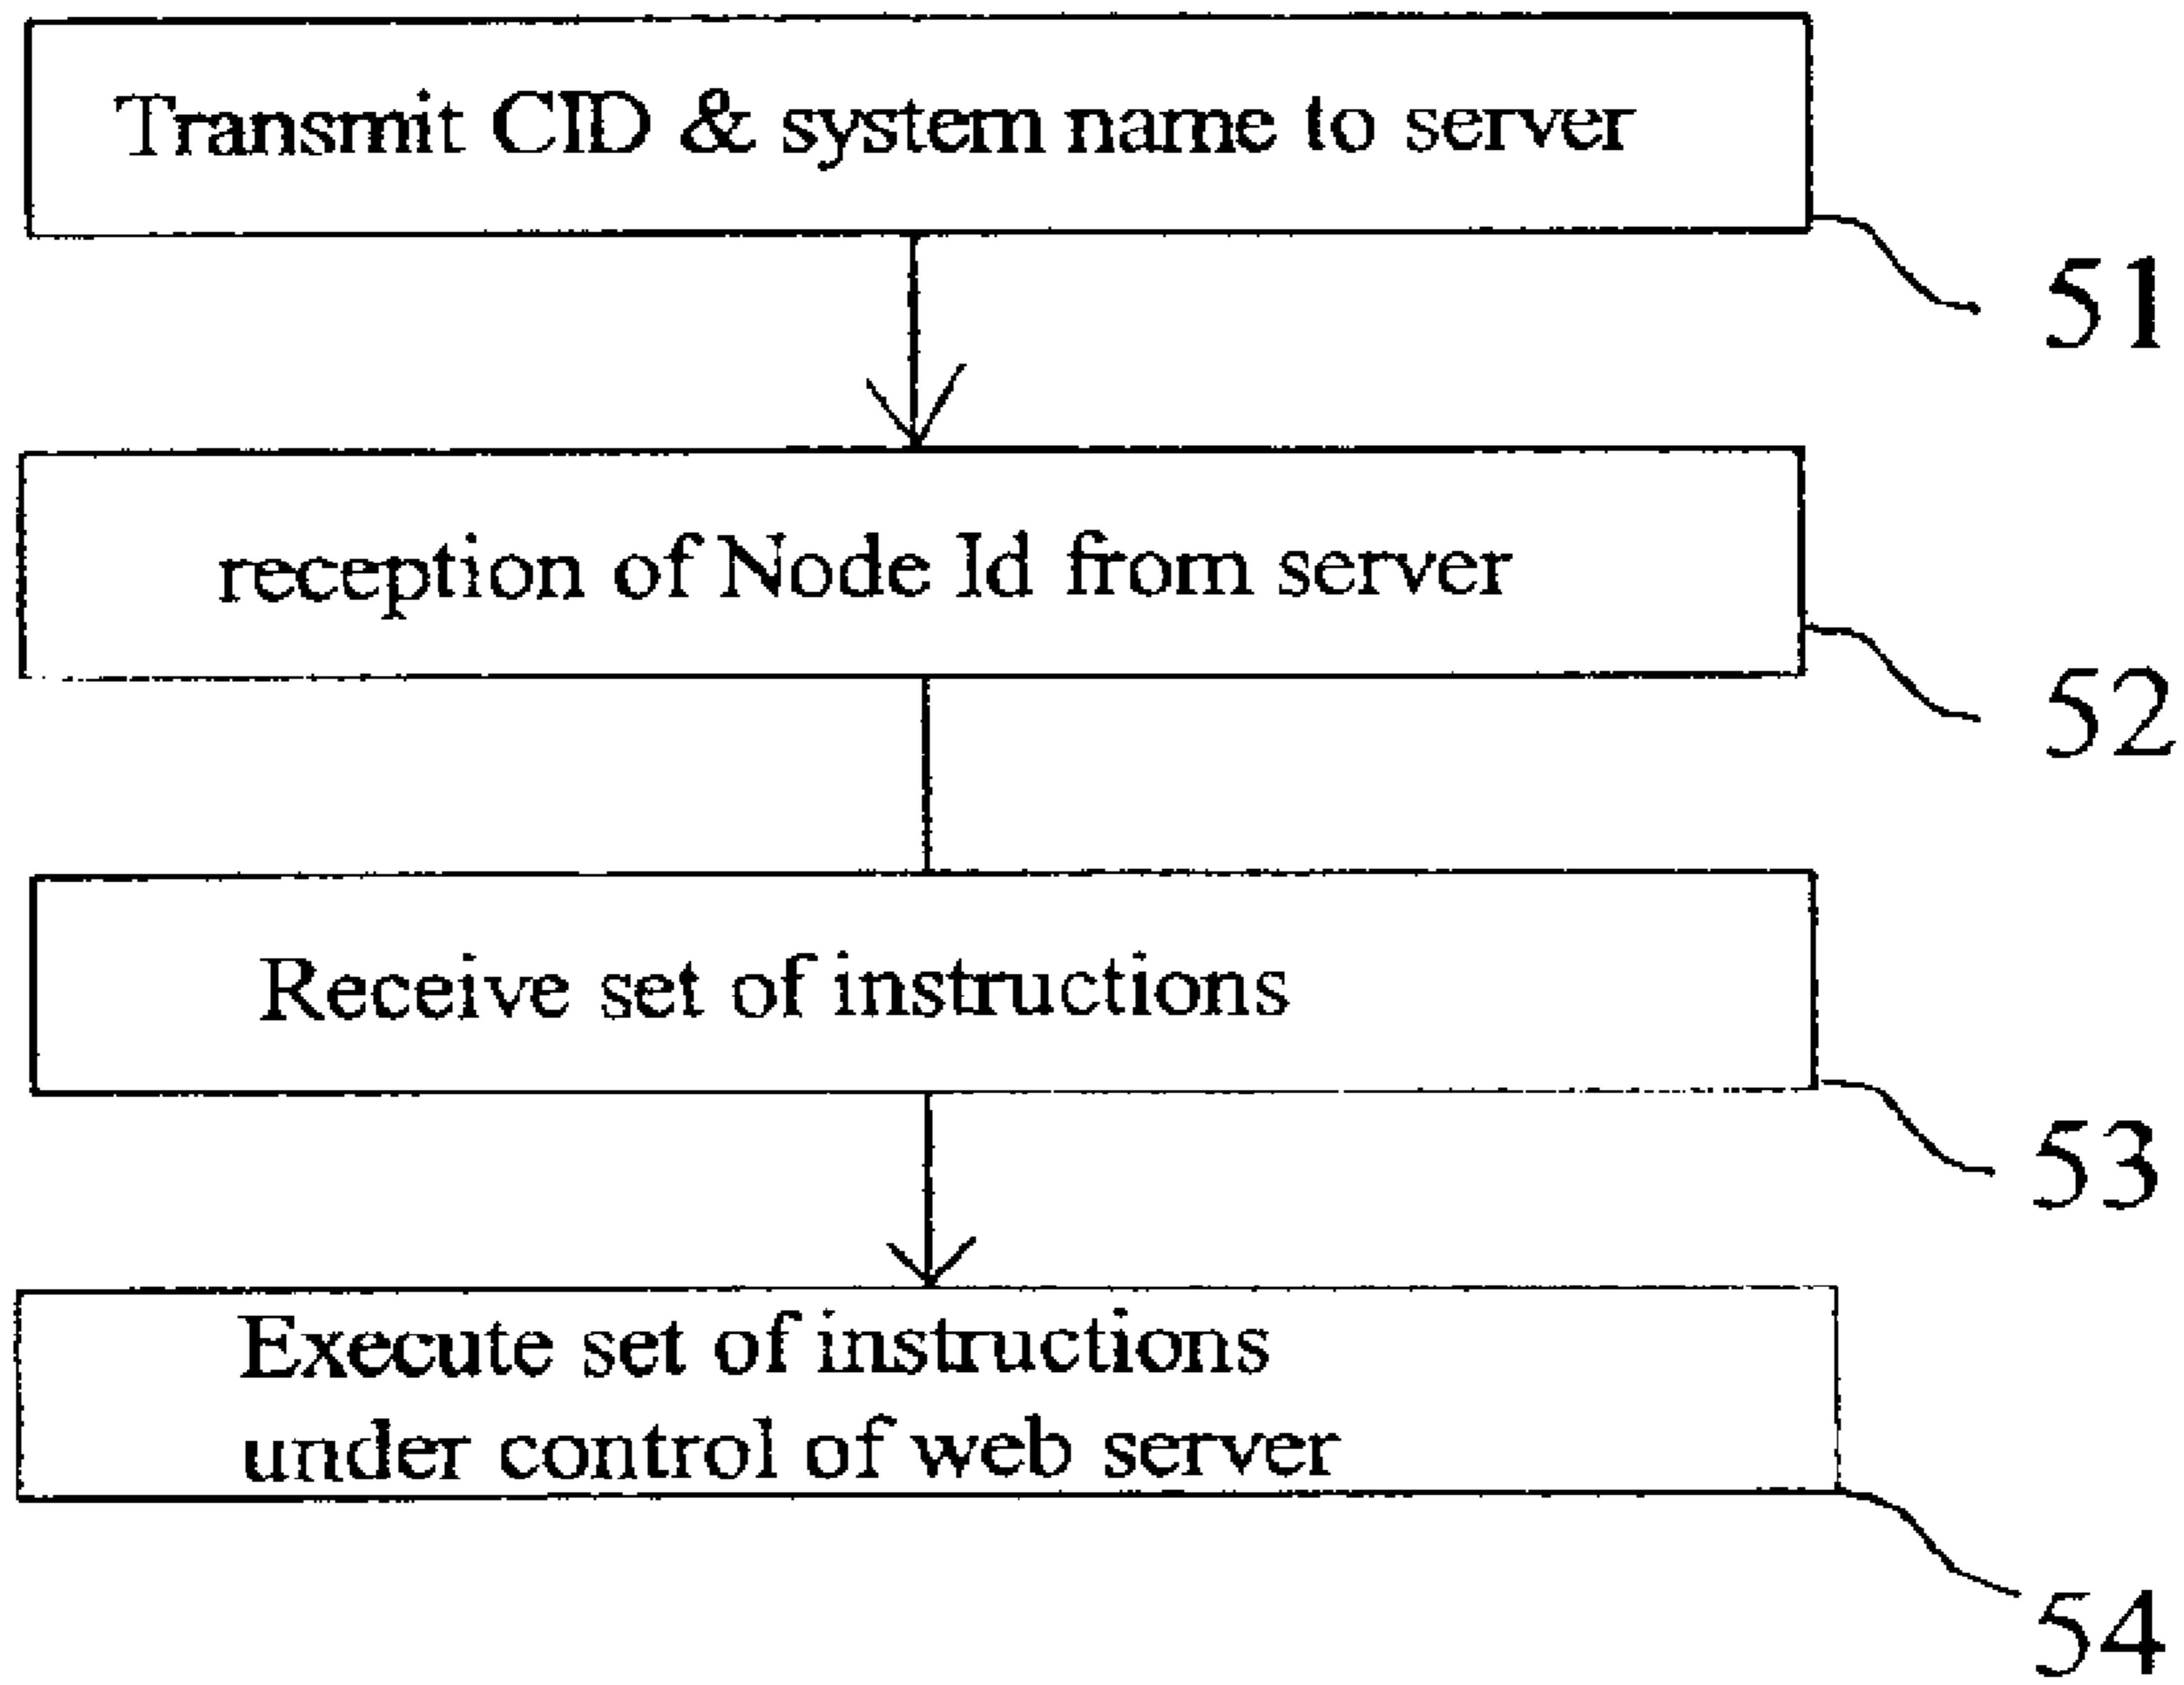 Transmit CID & system name to server
51
reception of Node Id from server
52
Receive set of instructions
53
Execute set of instructions
under control of web server
54